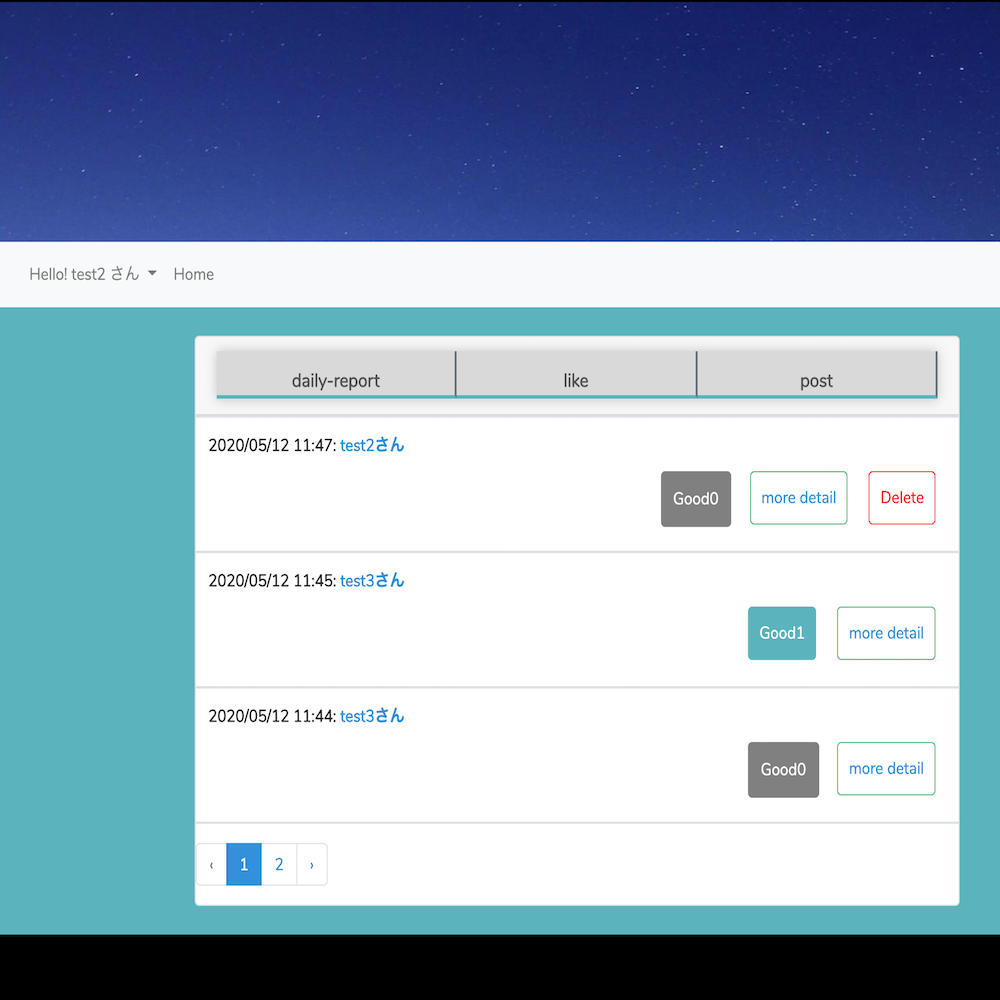 Hello! test2 さん Home
daily-report like post
2020/05/12 11:47: test2さん
Good0 more detail Delete
2020/05/12 11:45: test3さん
Good1 more detail
2020/05/12 11:44: test3さん
Good0 more detail
‹ 1 2 ›